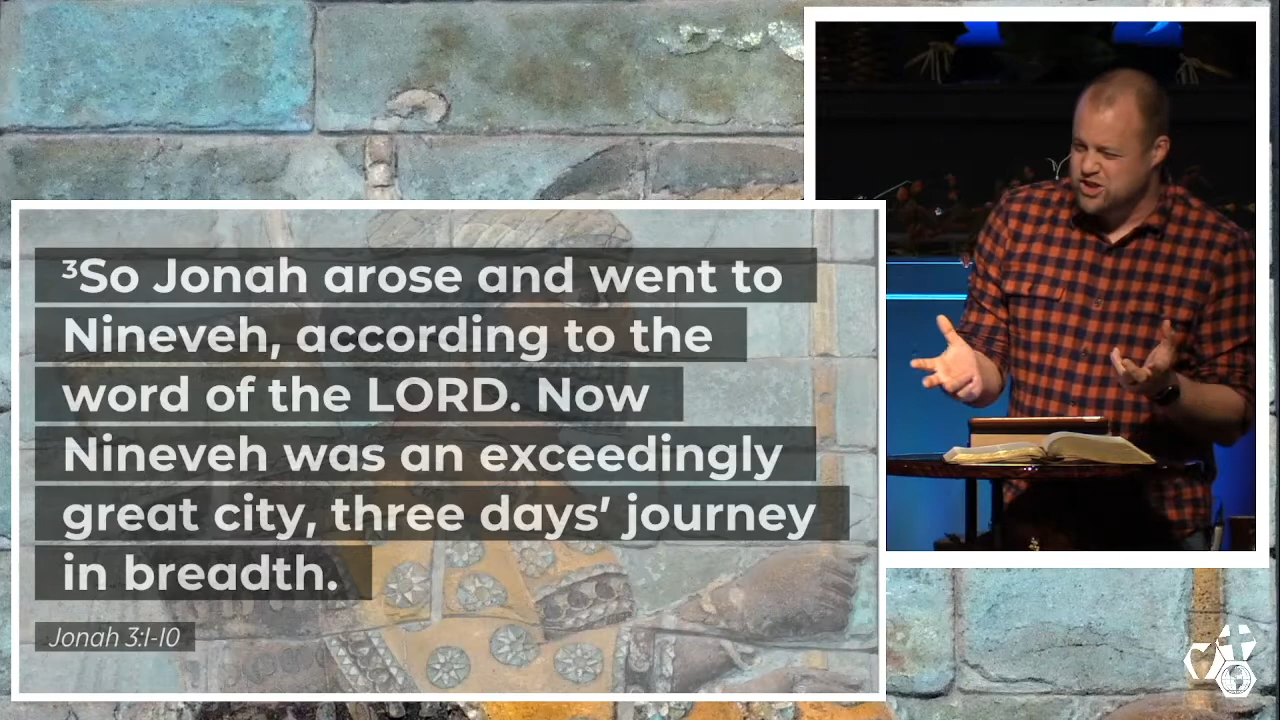 ³So Jonah arose and went to
Nineveh, according to the
word of the LORD. Now
Nineveh was an exceedingly
great city, three days’ journey
in breadth.
Jonah 3:1-10